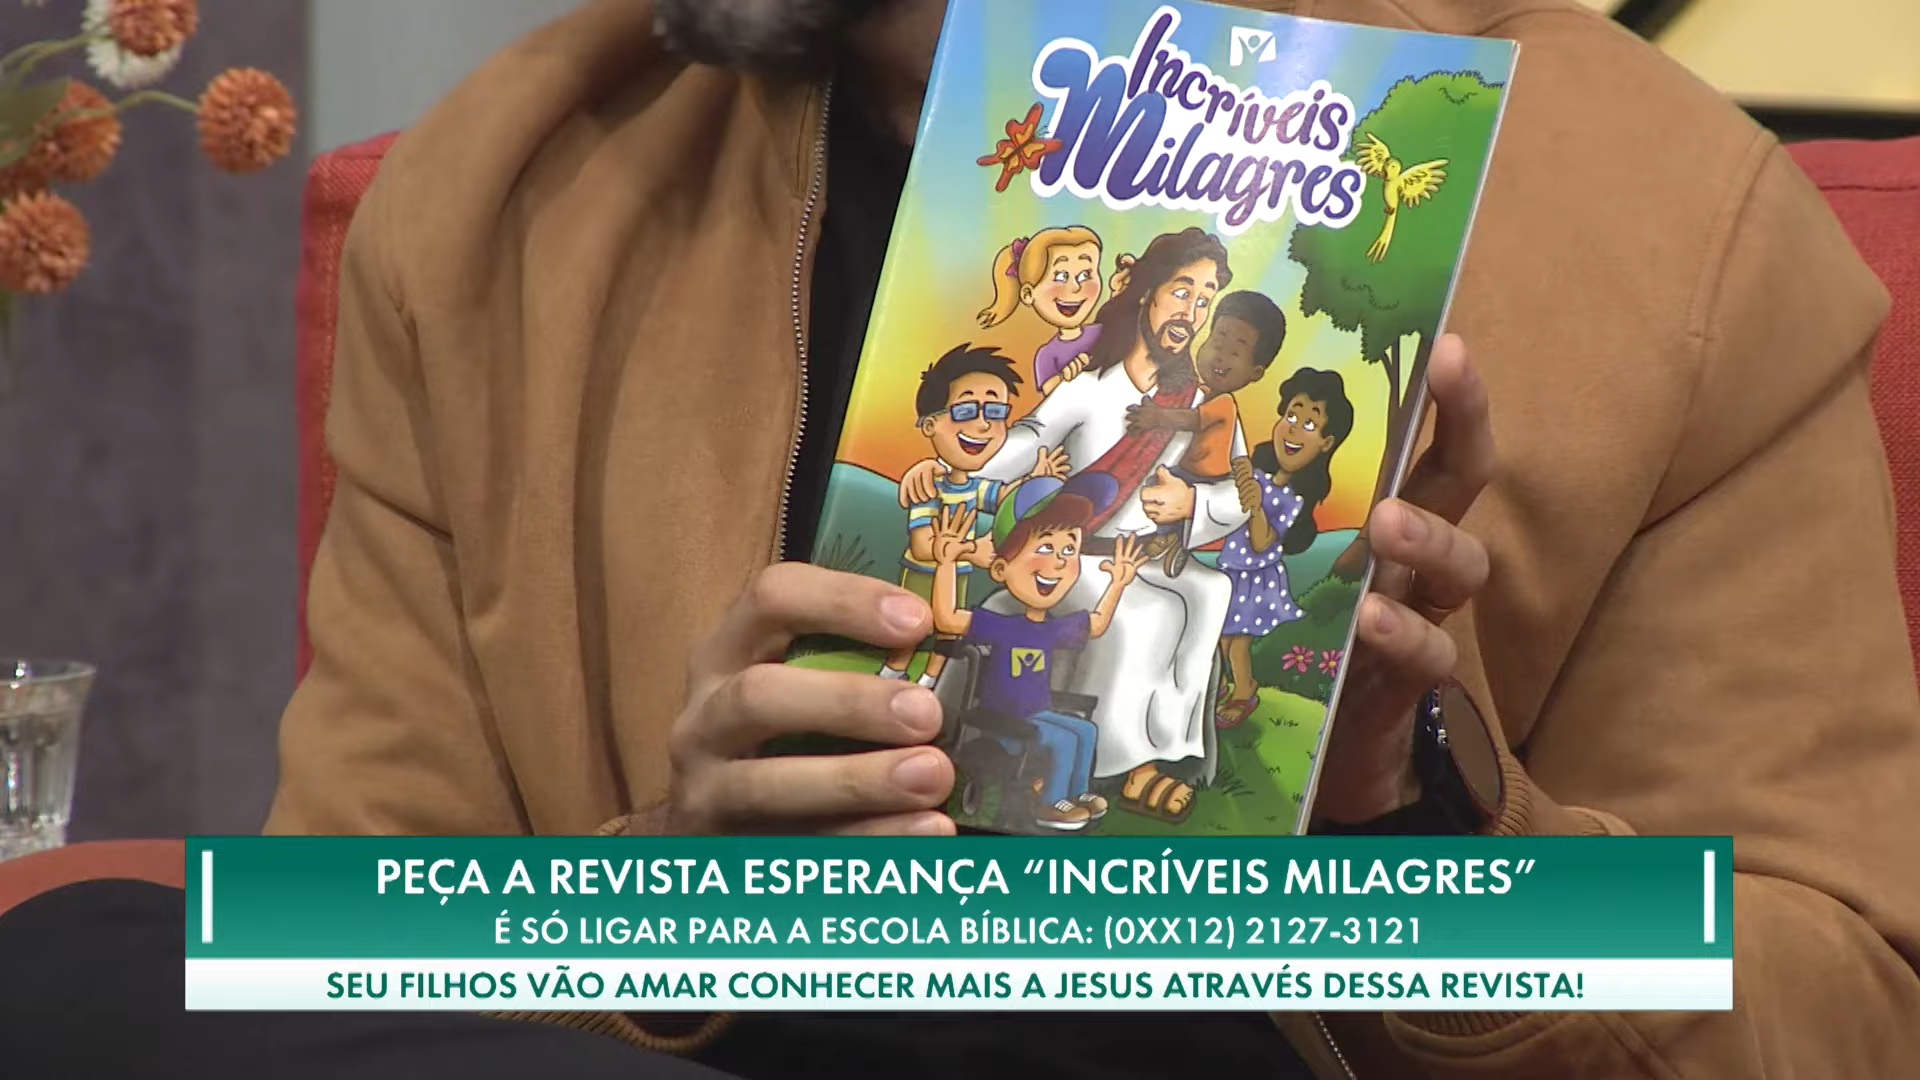 Incríveis
Milagres
PEÇA A REVISTA ESPERANÇA “INCRÍVEIS MILAGRES”
É SÓ LIGAR PARA A ESCOLA BÍBLICA: (0XX12) 2127-3121
SEU FILHOS VÃO AMAR CONHECER MAIS A JESUS ATRAVÉS DESSA REVISTA!